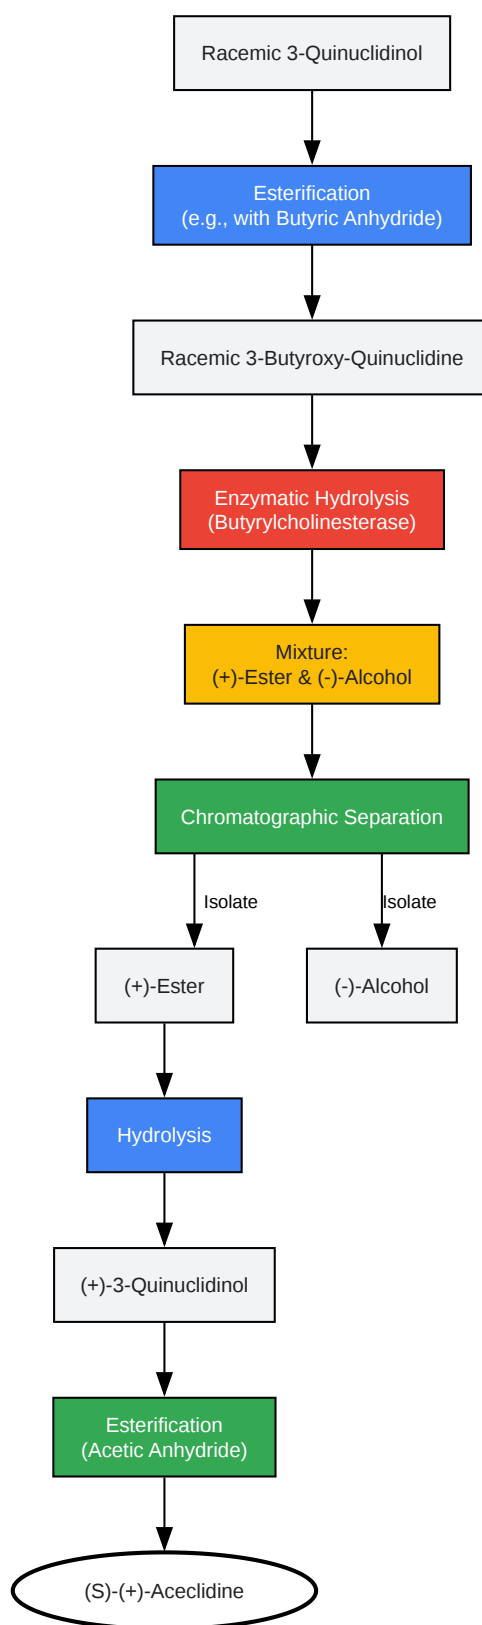 Racemic 3-Quinuclidinol
Esterification
(e.g., with Butyric Anhydride)
Racemic 3-Butyroxy-Quinuclidine
Enzymatic Hydrolysis
(Butyrylcholinesterase)
Mixture:
(+)-Ester & (-)-Alcohol
Chromatographic Separation
Isolate
Isolate
(+)-Ester
(-)-Alcohol
Hydrolysis
(+)-3-Quinuclidinol
Esterification
(Acetic Anhydride)
(S)-(+)-Aceclidine